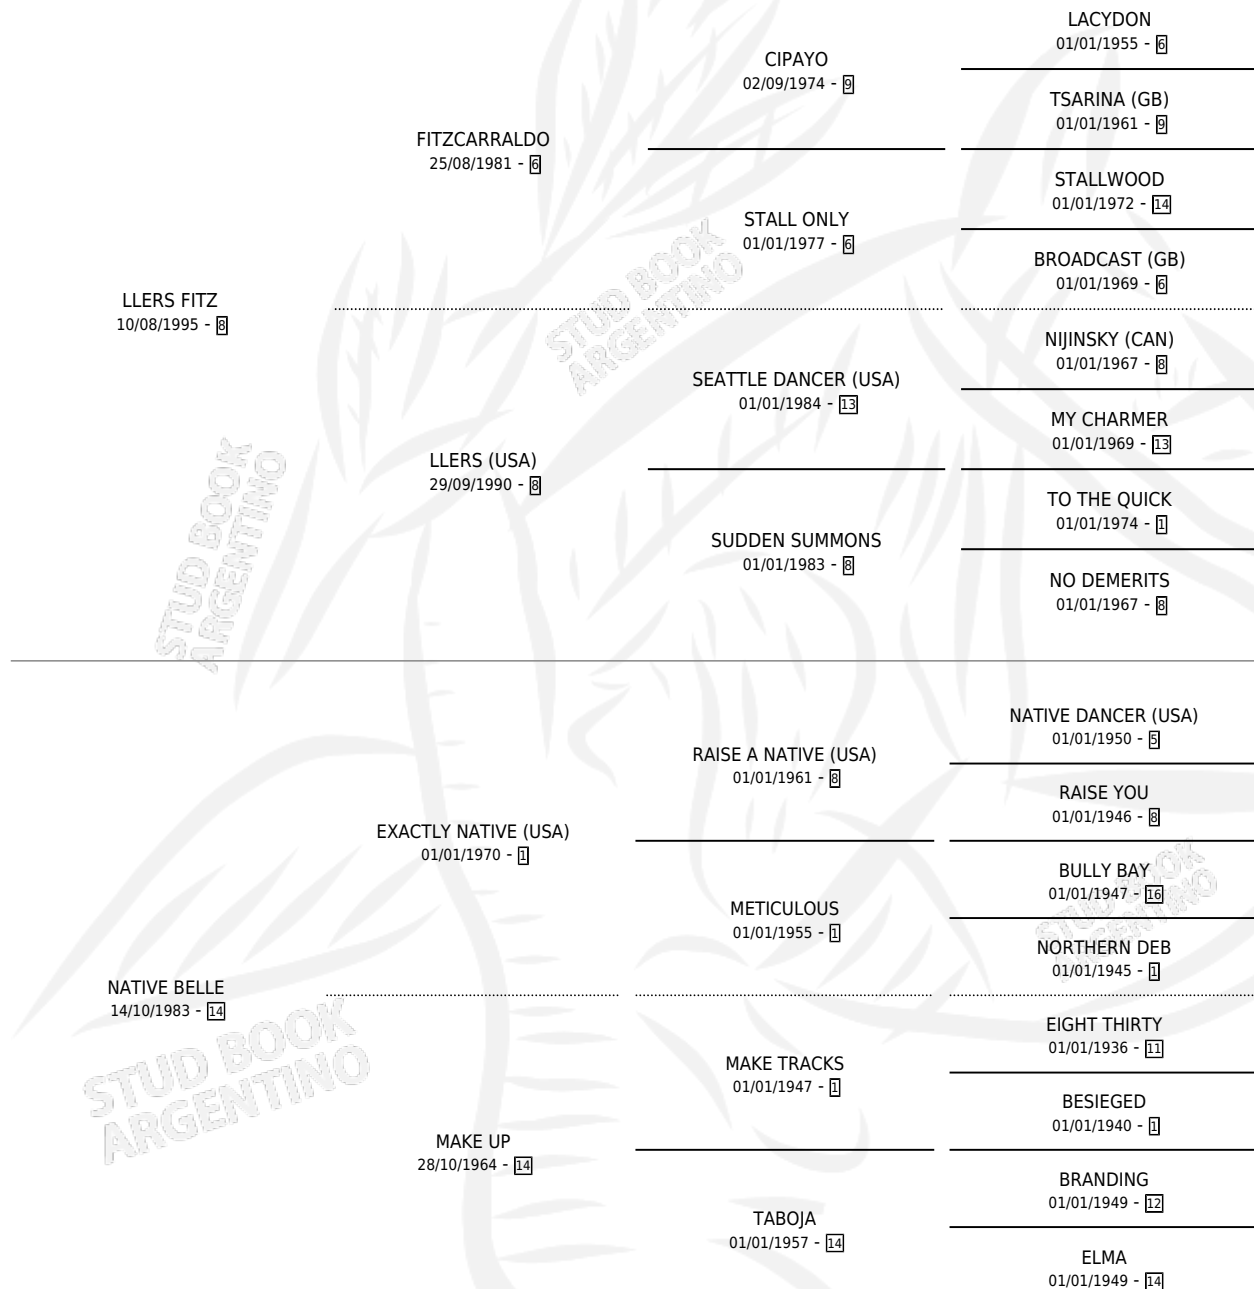 LACYDON
01/01/1955 - 6
CIPAYO
02/09/1974 - 9
TSARINA (GB)
01/01/1961 - 9
FITZCARRALDO
25/08/1981 - 6
STALLWOOD
01/01/1972 - 14
STALL ONLY
01/01/1977 - 6
BROADCAST (GB)
01/01/1969 - 6
LLERS FITZ
10/08/1995 - 8
NIJINSKY (CAN)
01/01/1967 - 8
SEATTLE DANCER (USA)
01/01/1984 - 13
MY CHARMER
01/01/1969 - 13
LLERS (USA)
29/09/1990 - 8
TO THE QUICK
01/01/1974 - 1
SUDDEN SUMMONS
01/01/1983 - 8
NO DEMERITS
01/01/1967 - 8
NATIVE DANCER (USA)
01/01/1950 - 5
RAISE A NATIVE (USA)
01/01/1961 - 8
RAISE YOU
01/01/1946 - 8
EXACTLY NATIVE (USA)
01/01/1970 - 1
BULLY BAY
01/01/1947 - 16
METICULOUS
01/01/1955 - 1
NORTHERN DEB
01/01/1945 - 1
NATIVE BELLE
14/10/1983 - 14
EIGHT THIRTY
01/01/1936 - 11
MAKE TRACKS
01/01/1947 - 1
BESIEGED
01/01/1940 - 1
MAKE UP
28/10/1964 - 14
BRANDING
01/01/1949 - 12
TABOJA
01/01/1957 - 14
ELMA
01/01/1949 - 14
STUD BOOK
ARGENTINO
STUD BOOK
ARGENTINO
STUD BOOK
ARGENTINO
STUD BOOK
ARGENTINO